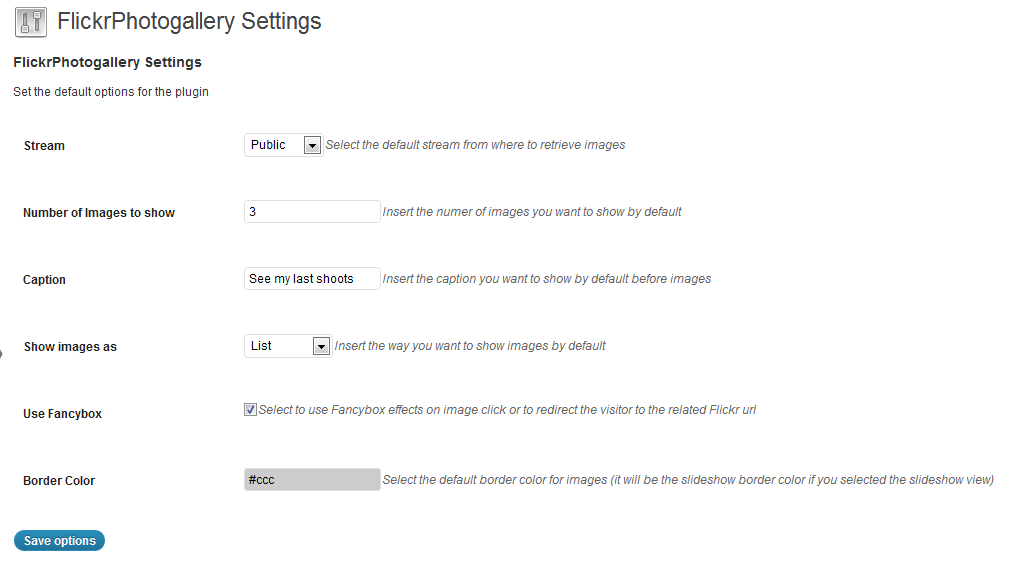 FlickrPhotogallery Settings
FlickrPhotogallery Settings
Set the default options for the plugin
Stream Public Select the default stream from where to retrieve images
Number of Images to show 3 Insert the numer of images you want to show by default
Caption See my last shoots Insert the caption you want to show by default before images
Show images as List Insert the way you want to show images by default
Use Fancybox Select to use Fancybox effects on image click or to redirect the visitor to the related Flickr url
Border Color #ccc Select the default border color for images (it will be the slideshow border color if you selected the slideshow view)
Save options